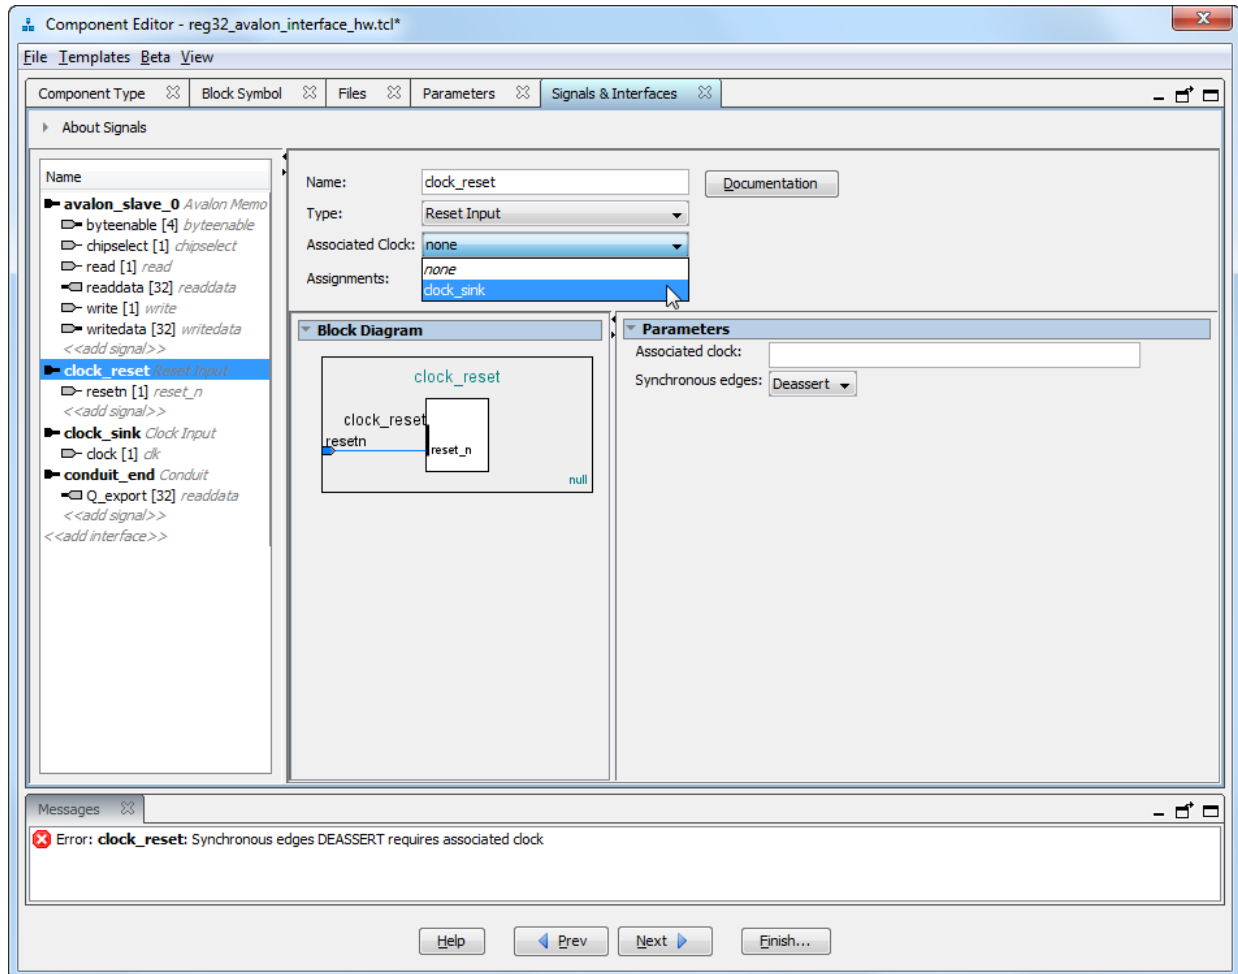 Component Editor - reg32_avalon_interface_hw.tcl*
File Templates Beta View
Component Type Block Symbol Files Parameters Signals & Interfaces
About Signals
Name
avalon_slave_0 Avalon Memo
byteenable [4] byteenable
chipselect [1] chipselect
read [1] read
readdata [32] readdata
write [1] write
writedata [32] writedata
<<add signal>>
clock_reset Reset Input
resetn [1] reset_n
<<add signal>>
clock_sink Clock Input
clock [1] clk
conduit_end Conduit
Q_export [32] readdata
<<add signal>>
<<add interface>>
Name: clock_reset Documentation
Type: Reset Input
Associated Clock: none
none
Assignments:
clock_sink
Block Diagram
clock_reset
clock_reset
resetn
reset_n
null
Parameters
Associated clock:
Synchronous edges: Deassert
Messages
Error: clock_reset: Synchronous edges DEASSERT requires associated clock
Help Prev Next Finish...